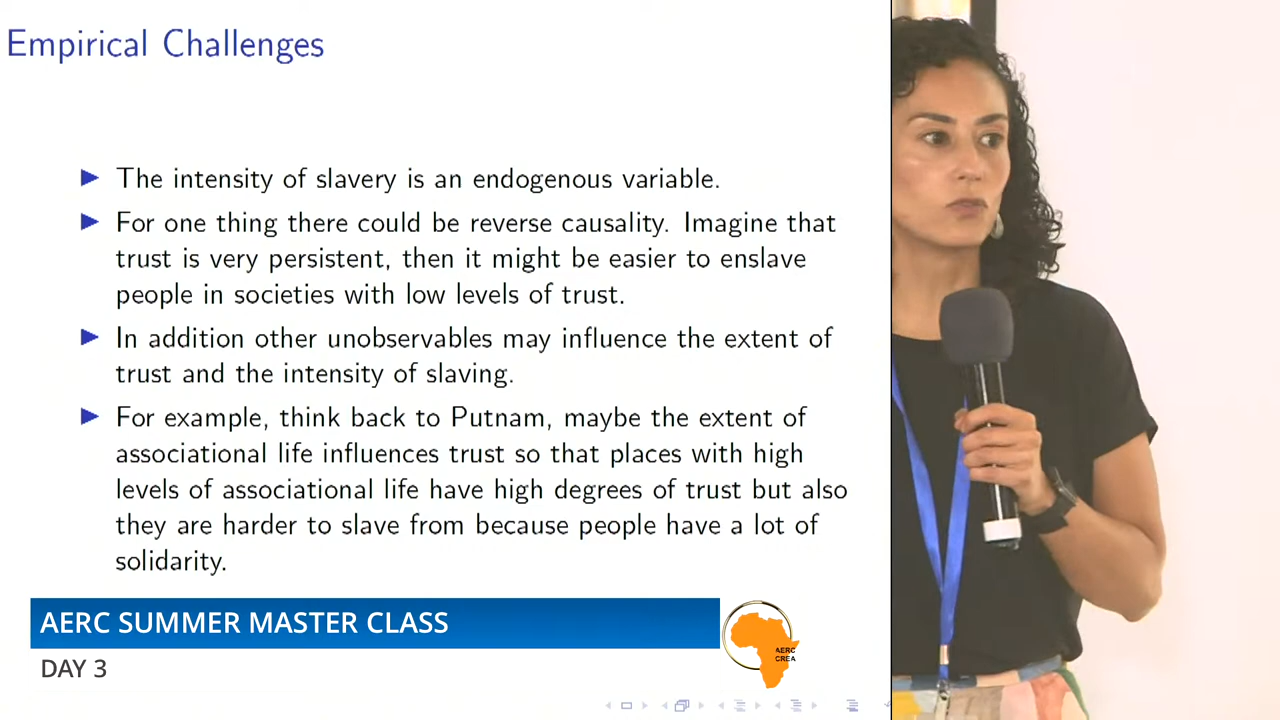 Empirical Challenges
The intensity of slavery is an endogenous variable.
For one thing there could be reverse causality. Imagine that
trust is very persistent, then it might be easier to enslave
people in societies with low levels of trust.
In addition other unobservables may influence the extent of
trust and the intensity of slaving.
For example, think back to Putnam, maybe the extent of
associational life influences trust so that places with high
levels of associational life have high degrees of trust but also
they are harder to slave from because people have a lot of
solidarity.
AERC SUMMER MASTER CLASS
AERC
CREA
DAY 3